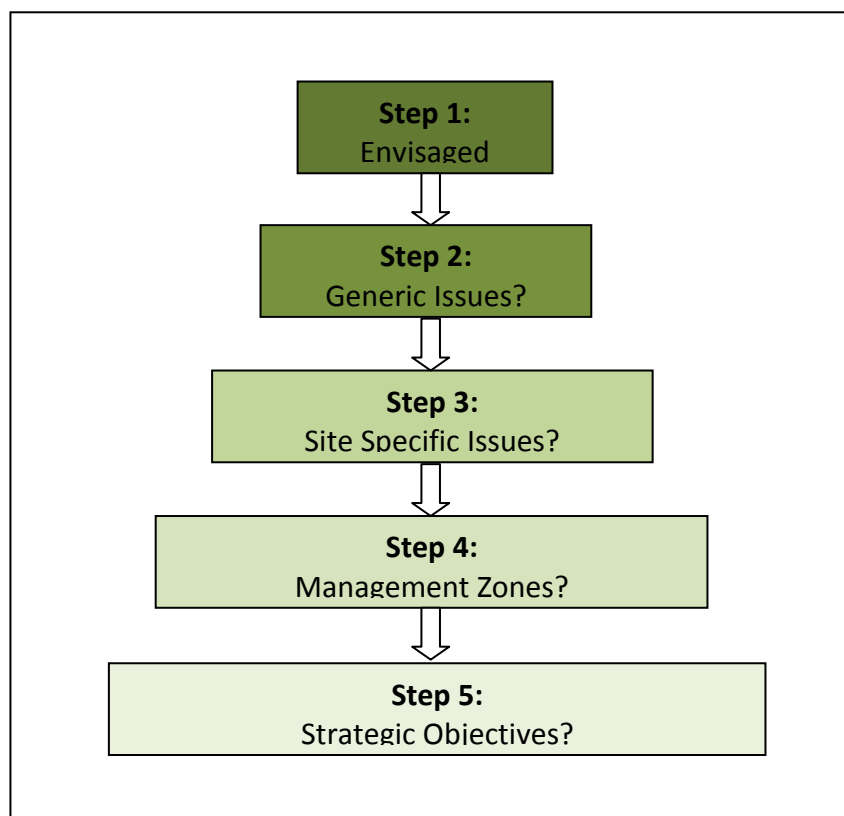 Step 1:
Envisaged
Step 2:
Generic Issues?
Step 3:
Site Specific Issues?
Step 4:
Management Zones?
Step 5:
Strategic Objectives?